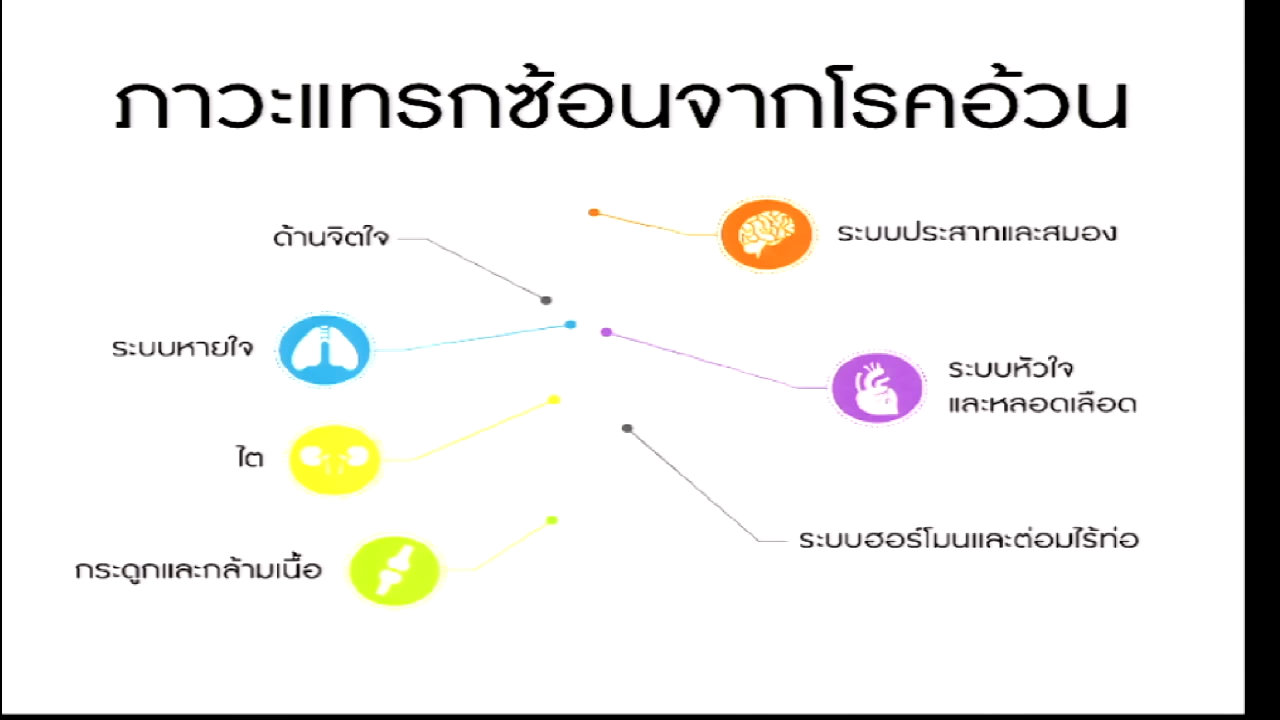 ภาวะแทรกซ้อนจากโรคอ้วน
ด้านจิตใจ
ระบบประสาทและสมอง
ระบบหายใจ
ระบบหัวใจ
และหลอดเลือด
ไต
ระบบฮอร์โมนและต่อมไร้ท่อ
กระดูกและกล้ามเนื้อ